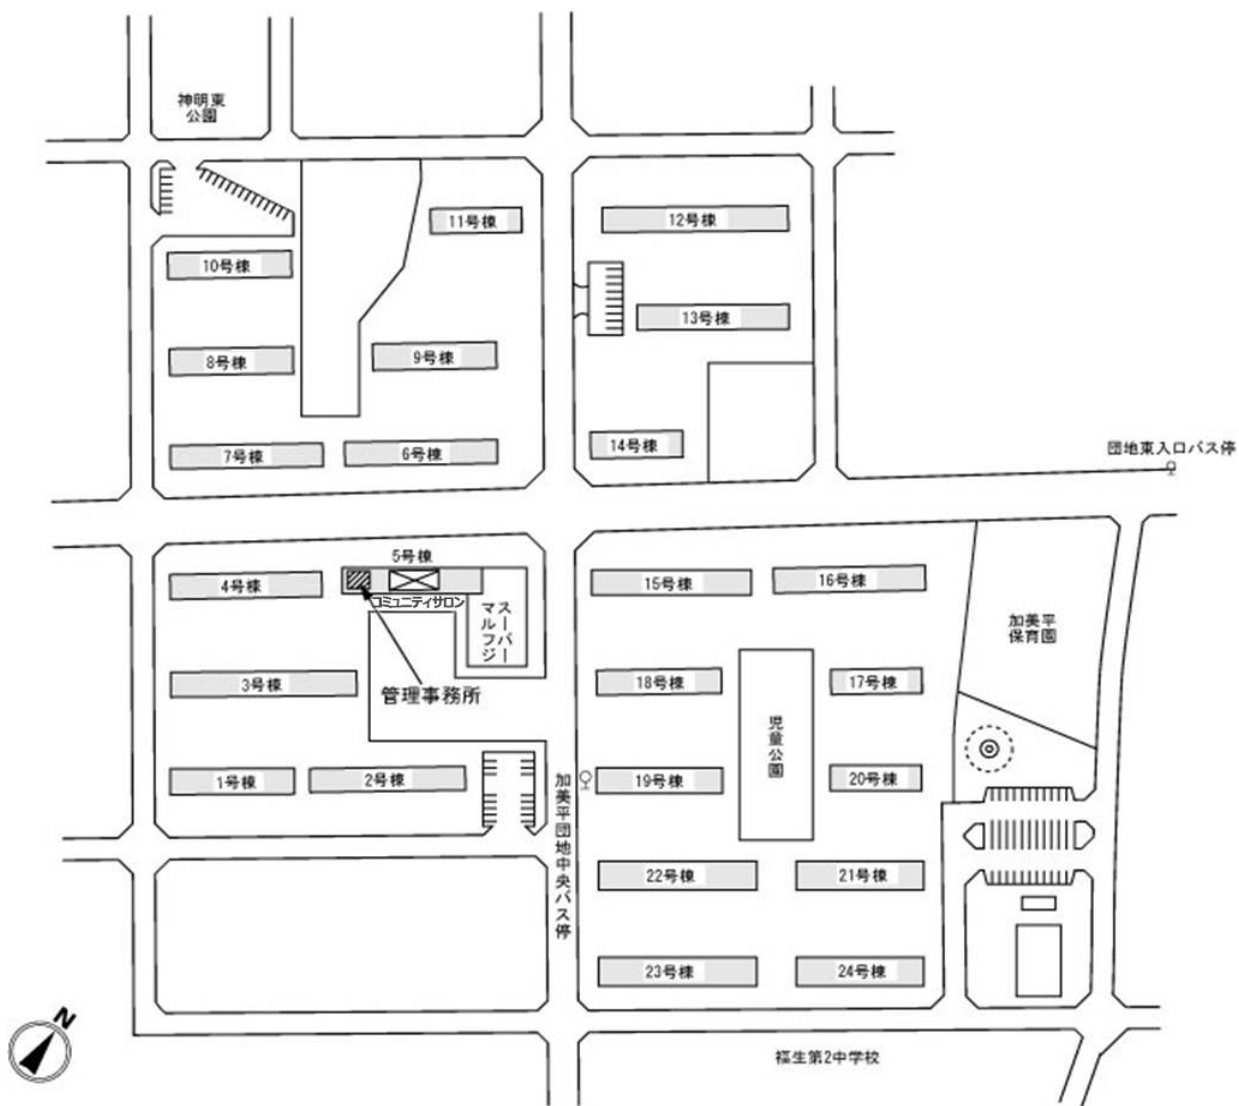 神明東
公園
11号棟
12号棟
10号棟
13号棟
8号棟
9号棟
7号棟
6号棟
14号棟
団地東入口バス停
5号棟
4号棟
コミュニティサロン
スーパー
マルフジ
15号棟
16号棟
加美平
保育園
3号棟
管理事務所
18号棟
17号棟
児童公園
1号棟
2号棟
加美平団地中央バス停
19号棟
20号棟
22号棟
21号棟
23号棟
24号棟
N
福生第2中学校